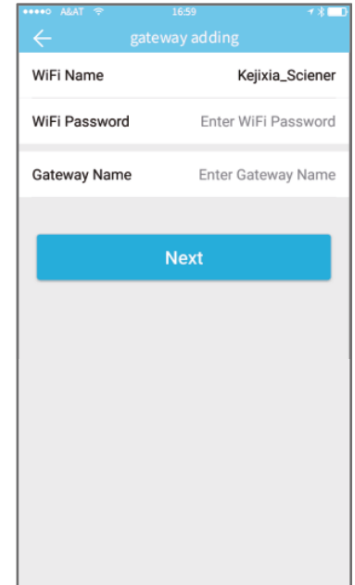 A&AT 16:59
gateway adding
WiFi Name Kejixia_Sciener
WiFi Password Enter WiFi Password
Gateway Name Enter Gateway Name
Next